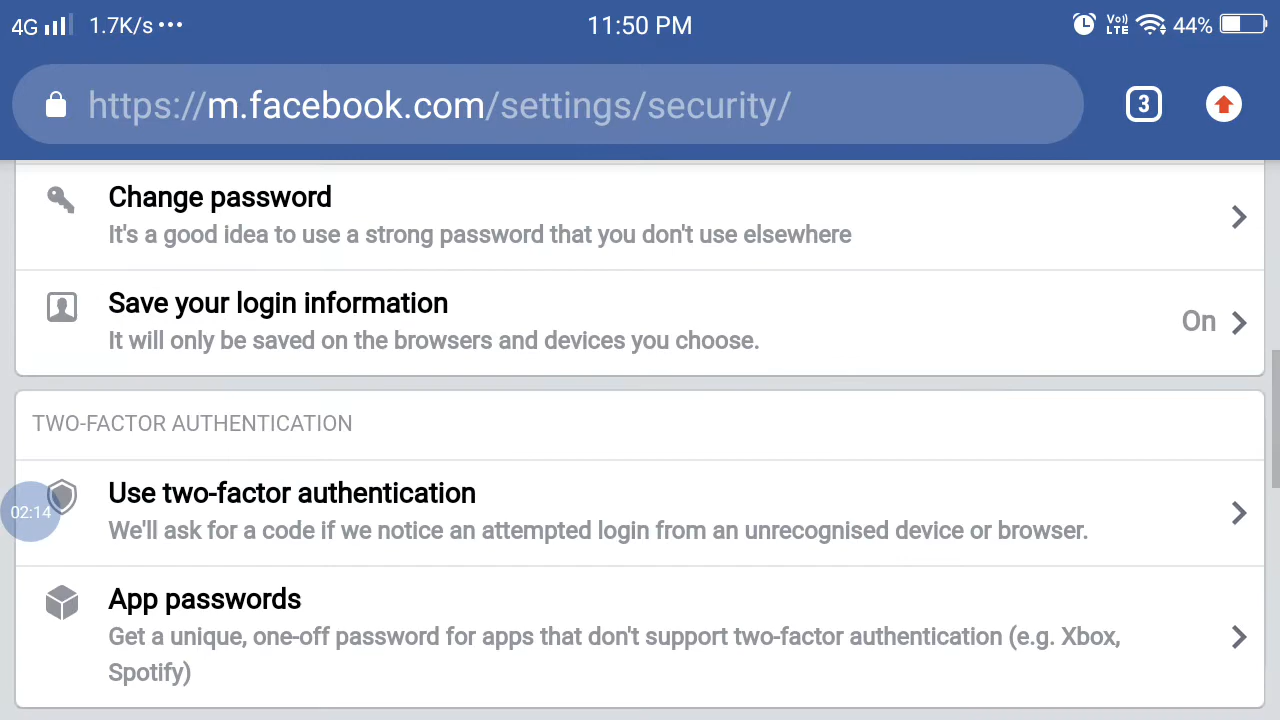 4G 1.7K/s ••• 11:50 PM Vo)) LTE 44%
https://m.facebook.com/settings/security/ 3
Change password
It's a good idea to use a strong password that you don't use elsewhere
Save your login information
On
It will only be saved on the browsers and devices you choose.
TWO-FACTOR AUTHENTICATION
Use two-factor authentication
02:14
We'll ask for a code if we notice an attempted login from an unrecognised device or browser.
App passwords
Get a unique, one-off password for apps that don't support two-factor authentication (e.g. Xbox,
Spotify)